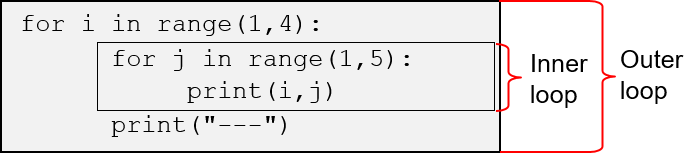 for i in range(1,4):
for j in range(1,5):
print(i,j)
print("---")
Inner
loop
Outer
loop